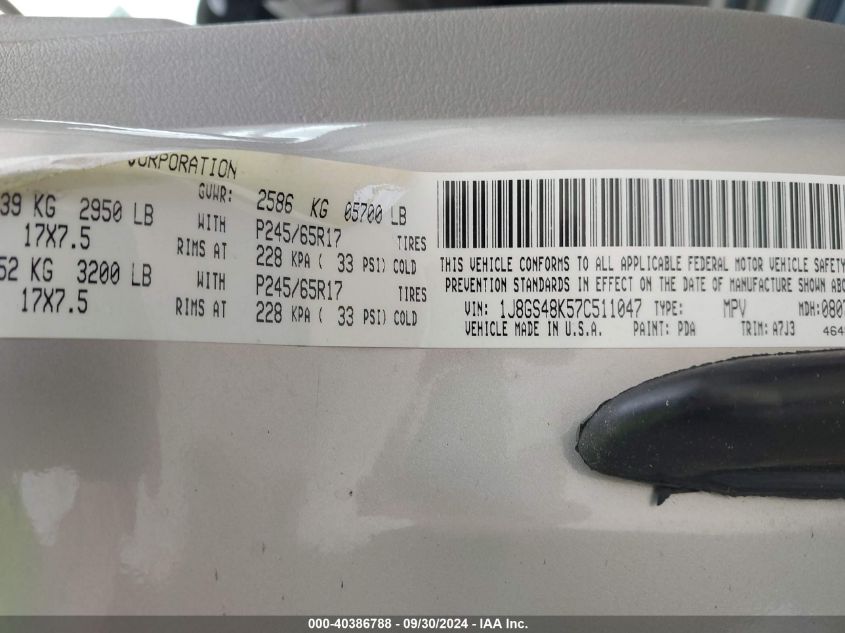 CORPORATION
GVWR: 2586 KG 05700 LB
39 KG 2950 LB WITH P245/65R17 TIRES
17X7.5 RIMS AT 228 KPA ( 33 PSI) COLD
52 KG 3200 LB WITH P245/65R17 TIRES
17X7.5 RIMS AT 228 KPA ( 33 PSI) COLD
THIS VEHICLE CONFORMS TO ALL APPLICABLE FEDERAL MOTOR VEHICLE SAFETY
PREVENTION STANDARDS IN EFFECT ON THE DATE OF MANUFACTURE SHOWN ABO
VIN: 1J8GS48K57C511047 TYPE: MPV MDH:080
VEHICLE MADE IN U.S.A. PAINT: PDA TRIM: A7J3 464
000-40386788 - 09/30/2024 - IAA Inc.